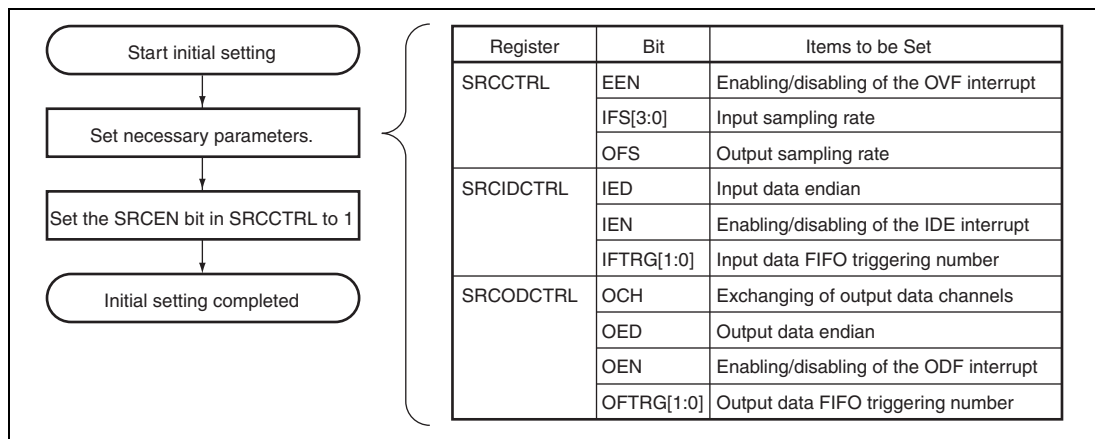 Start initial setting
Set necessary parameters.
Set the SRCEN bit in SRCCTRL to 1
Initial setting completed
Register Bit Items to be Set
SRCCTRL EEN Enabling/disabling of the OVF interrupt
IFS[3:0] Input sampling rate
OFS Output sampling rate
SRCIDCTRL IED Input data endian
IEN Enabling/disabling of the IDE interrupt
IFTRG[1:0] Input data FIFO triggering number
SRCODCTRL OCH Exchanging of output data channels
OED Output data endian
OEN Enabling/disabling of the ODF interrupt
OFTRG[1:0] Output data FIFO triggering number